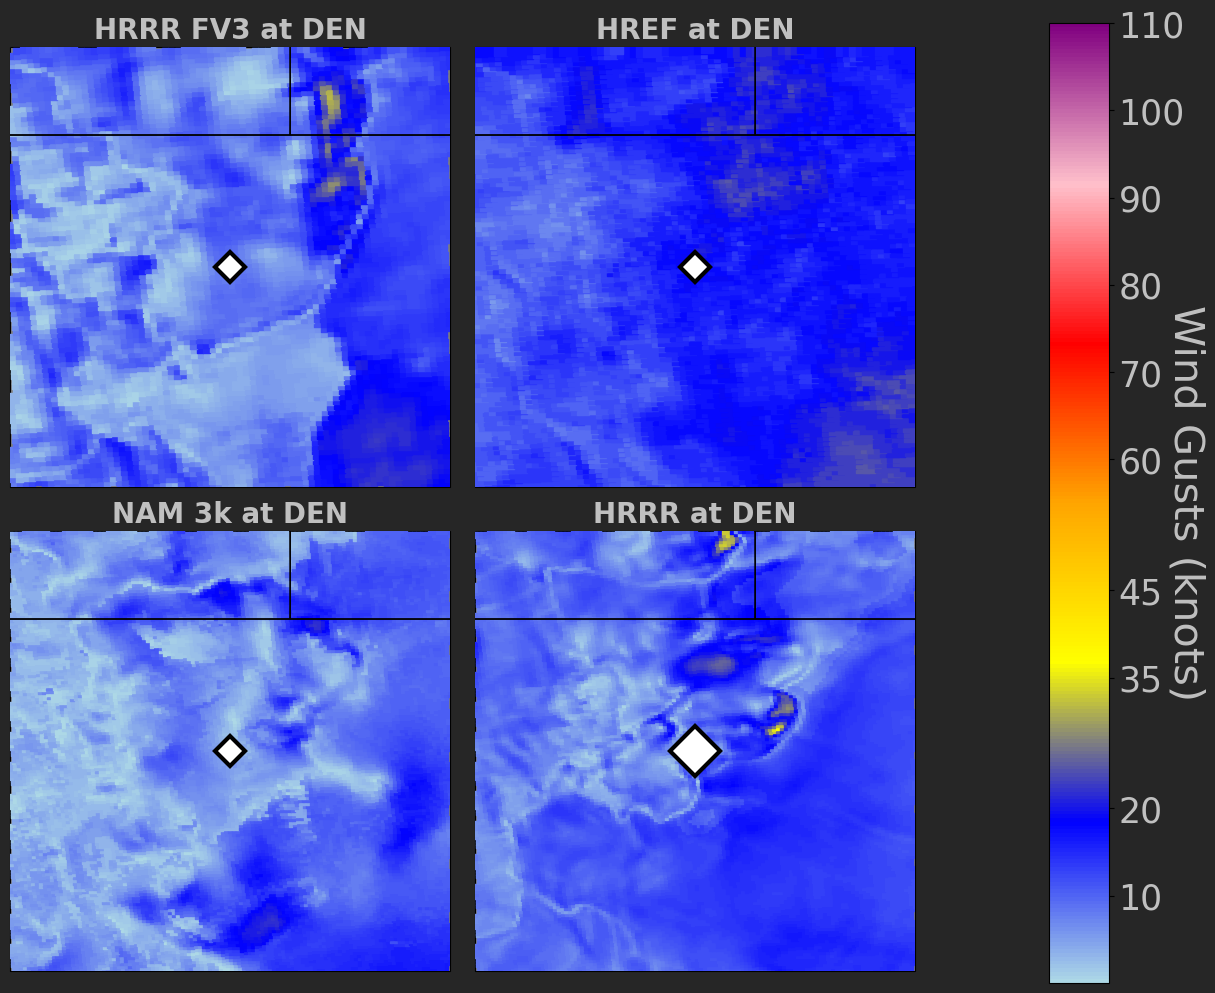 HRRR FV3 at DEN
HREF at DEN
NAM 3k at DEN
HRRR at DEN
110
100
90
80
70
60
45
35
20
10
Wind Gusts (knots)